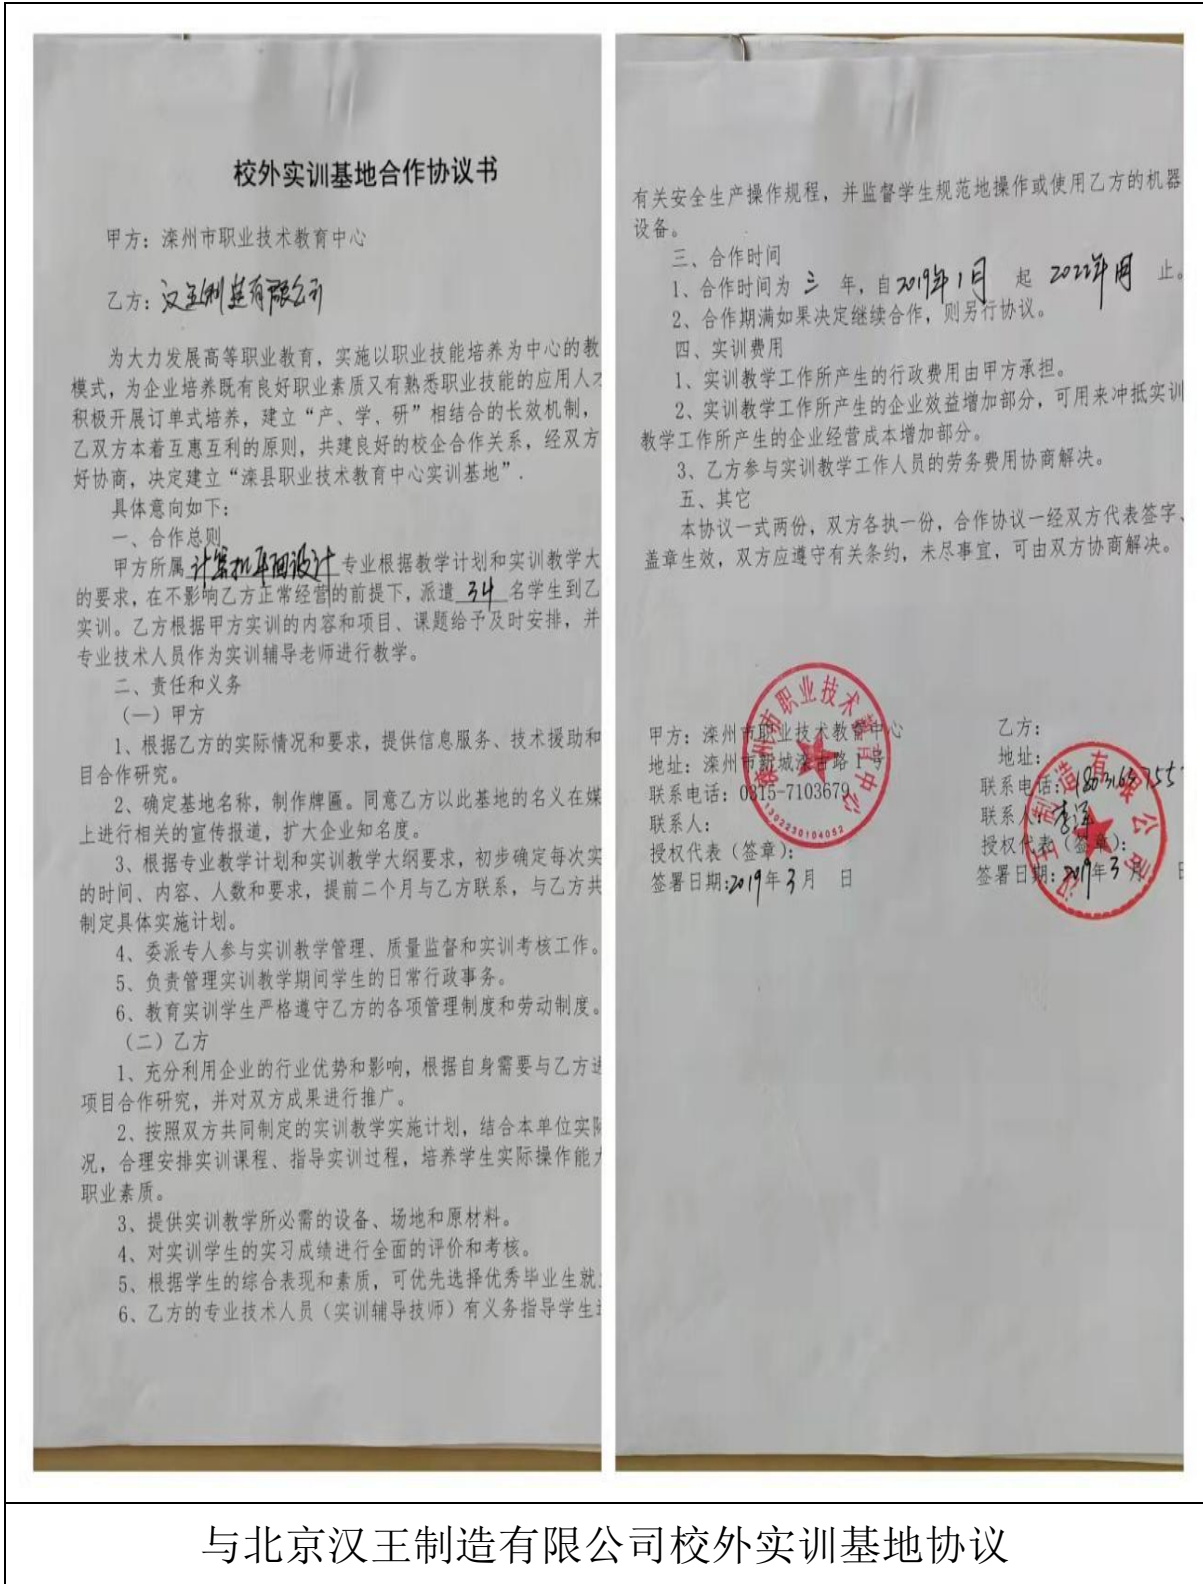 校外实训基地合作协议书
甲方：滦州市职业技术教育中心
乙方：汉王制造有限公司
为大力发展高等职业教育，实施以职业技能培养为中心的教
模式，为企业培养既有良好职业素质又有熟悉职业技能的应用人才
积极开展订单式培养，建立“产、学、研”相结合的长效机制，
乙双方本着互惠互利的原则，共建良好的校企合作关系，经双方
好协商，决定建立“滦县职业技术教育中心实训基地”.
具体意向如下：
一、合作总则
甲方所属 计算机平面设计 专业根据教学计划和实训教学大
的要求，在不影响乙方正常经营的前提下，派遣 34 名学生到乙
实训。乙方根据甲方实训的内容和项目、课题给予及时安排，并
专业技术人员作为实训辅导老师进行教学。
二、责任和义务
（一）甲方
1、根据乙方的实际情况和要求，提供信息服务、技术援助和
目合作研究。
2、确定基地名称，制作牌匾。同意乙方以此基地的名义在媒
上进行相关的宣传报道，扩大企业知名度。
3、根据专业教学计划和实训教学大纲要求，初步确定每次实
的时间、内容、人数和要求，提前二个月与乙方联系，与乙方共
制定具体实施计划。
4、委派专人参与实训教学管理、质量监督和实训考核工作。
5、负责管理实训教学期间学生的日常行政事务。
6、教育实训学生严格遵守乙方的各项管理制度和劳动制度。
（二）乙方
1、充分利用企业的行业优势和影响，根据自身需要与乙方进
项目合作研究，并对双方成果进行推广。
2、按照双方共同制定的实训教学实施计划，结合本单位实际
况，合理安排实训课程、指导实训过程，培养学生实际操作能力
职业素质。
3、提供实训教学所必需的设备、场地和原材料。
4、对实训学生的实习成绩进行全面的评价和考核。
5、根据学生的综合表现和素质，可优先选择优秀毕业生就
6、乙方的专业技术人员（实训辅导技师）有义务指导学生
有关安全生产操作规程，并监督学生规范地操作或使用乙方的机器
设备。
三、合作时间
1、合作时间为 三 年，自2019年1月 起 2022年 月 止。
2、合作期满如果决定继续合作，则另行协议。
四、实训费用
1、实训教学工作所产生的行政费用由甲方承担。
2、实训教学工作所产生的企业效益增加部分，可用来冲抵实训
教学工作所产生的企业经营成本增加部分。
3、乙方参与实训教学工作人员的劳务费用协商解决。
五、其它
本协议一式两份，双方各执一份，合作协议一经双方代表签字、
盖章生效，双方应遵守有关条约，未尽事宜，可由双方协商解决。
甲方：滦州市职业技术教育中心
地址：滦州市新城滦古路1号
联系电话：0315-7103679
联系人：
授权代表（签章）：
签署日期：2019年3月 日
滦州市职业技术教育中心
1302230104052
乙方：
地址：
联系电话：
联系人：李洋
授权代表（签章）：
签署日期：2019年3月 日
汉王制造有限公司
与北京汉王制造有限公司校外实训基地协议